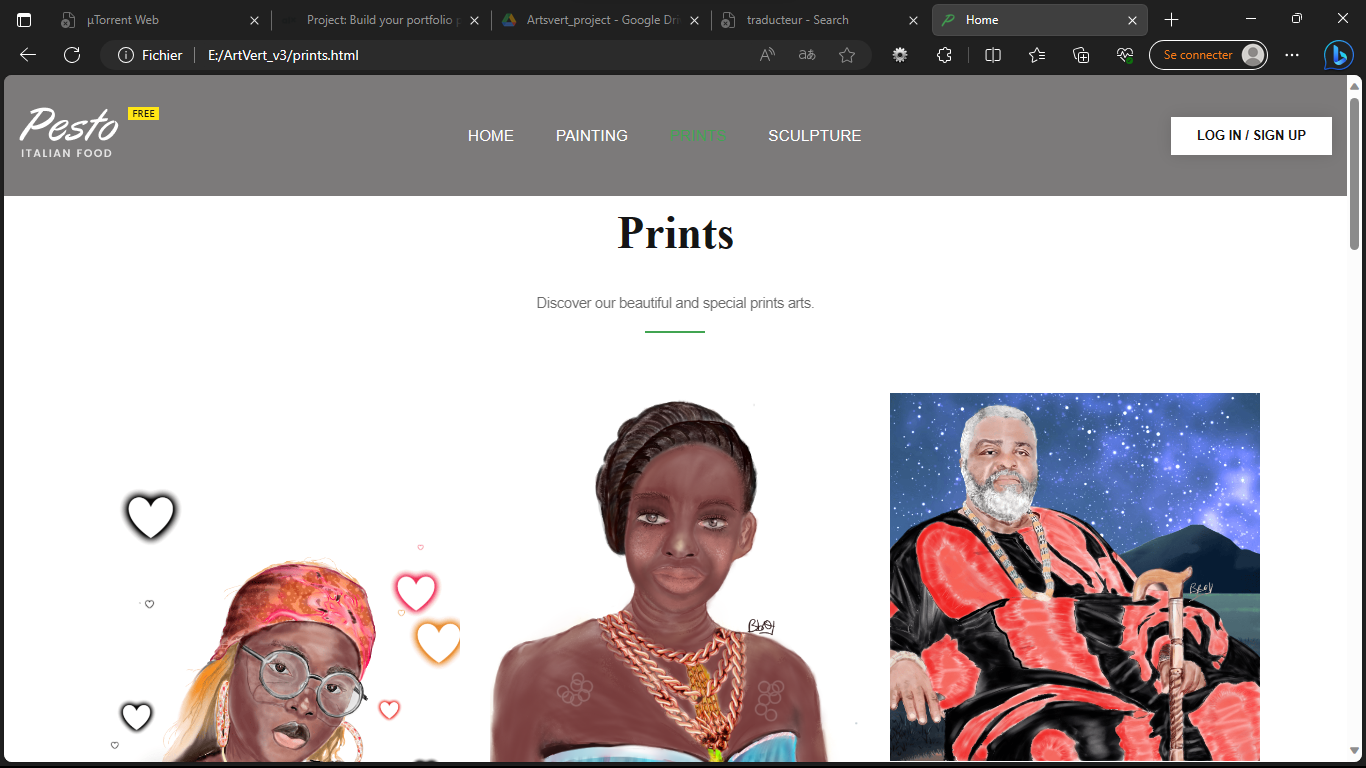 µTorrent Web
Project: Build your portfolio p
Artsvert_project - Google Dri
traducteur - Search
Home
Fichier
E:/ArtVert_v3/prints.html
Se connecter
Pesto
FREE
ITALIAN FOOD
HOME
PAINTING
PRINTS
SCULPTURE
LOG IN / SIGN UP
Prints
Discover our beautiful and special prints arts.